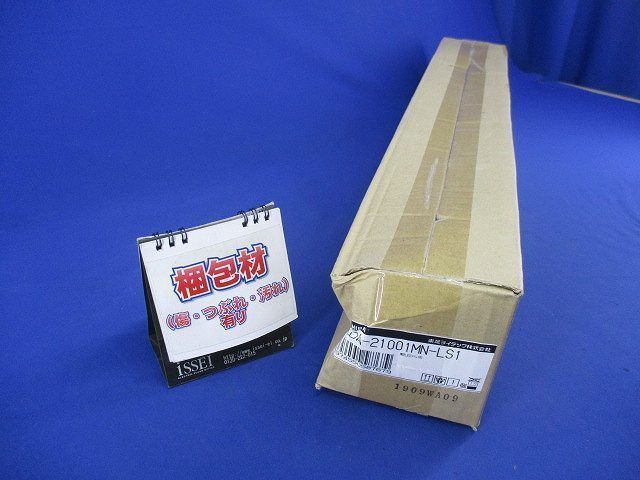 梱包材
(傷・つぶれ・汚れ)
有り
iSSEI
東芝ライテック株式会社
-21001MN-LS1
1909WA09